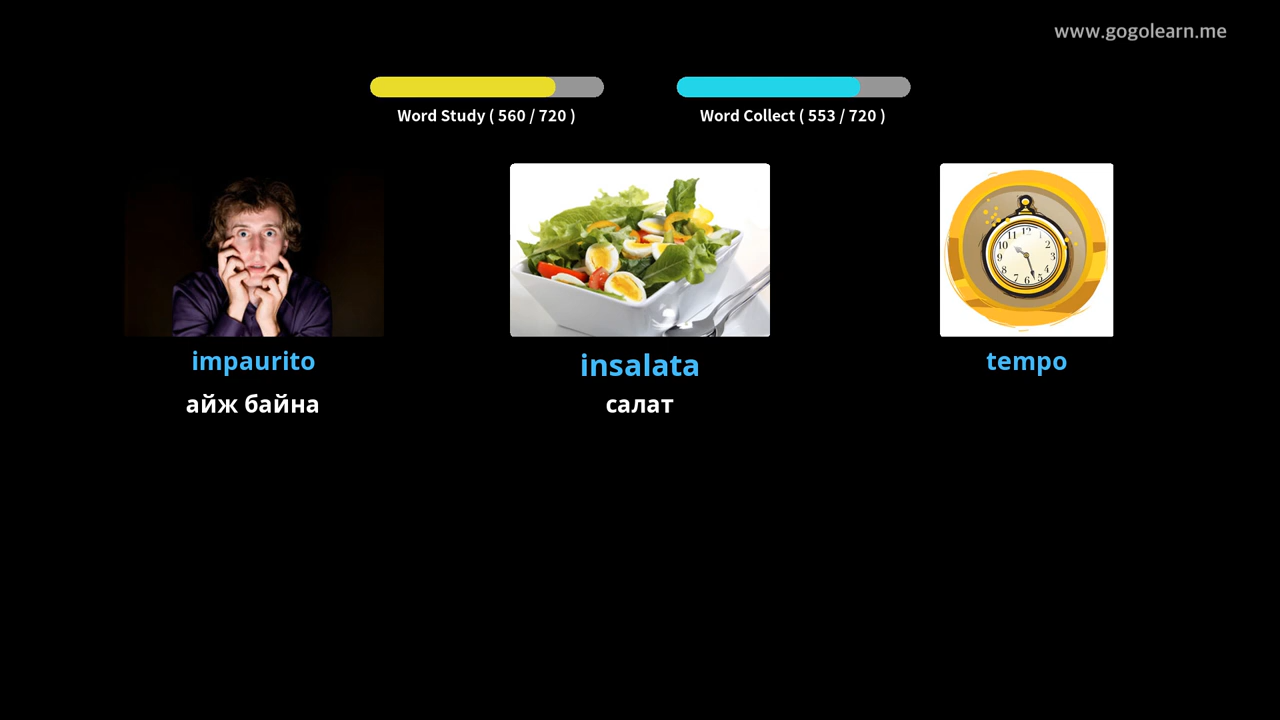 www.gogolearn.me
Word Study ( 560 / 720 )
Word Collect ( 553 / 720 )
impaurito
insalata
tempo
айж байна
салат